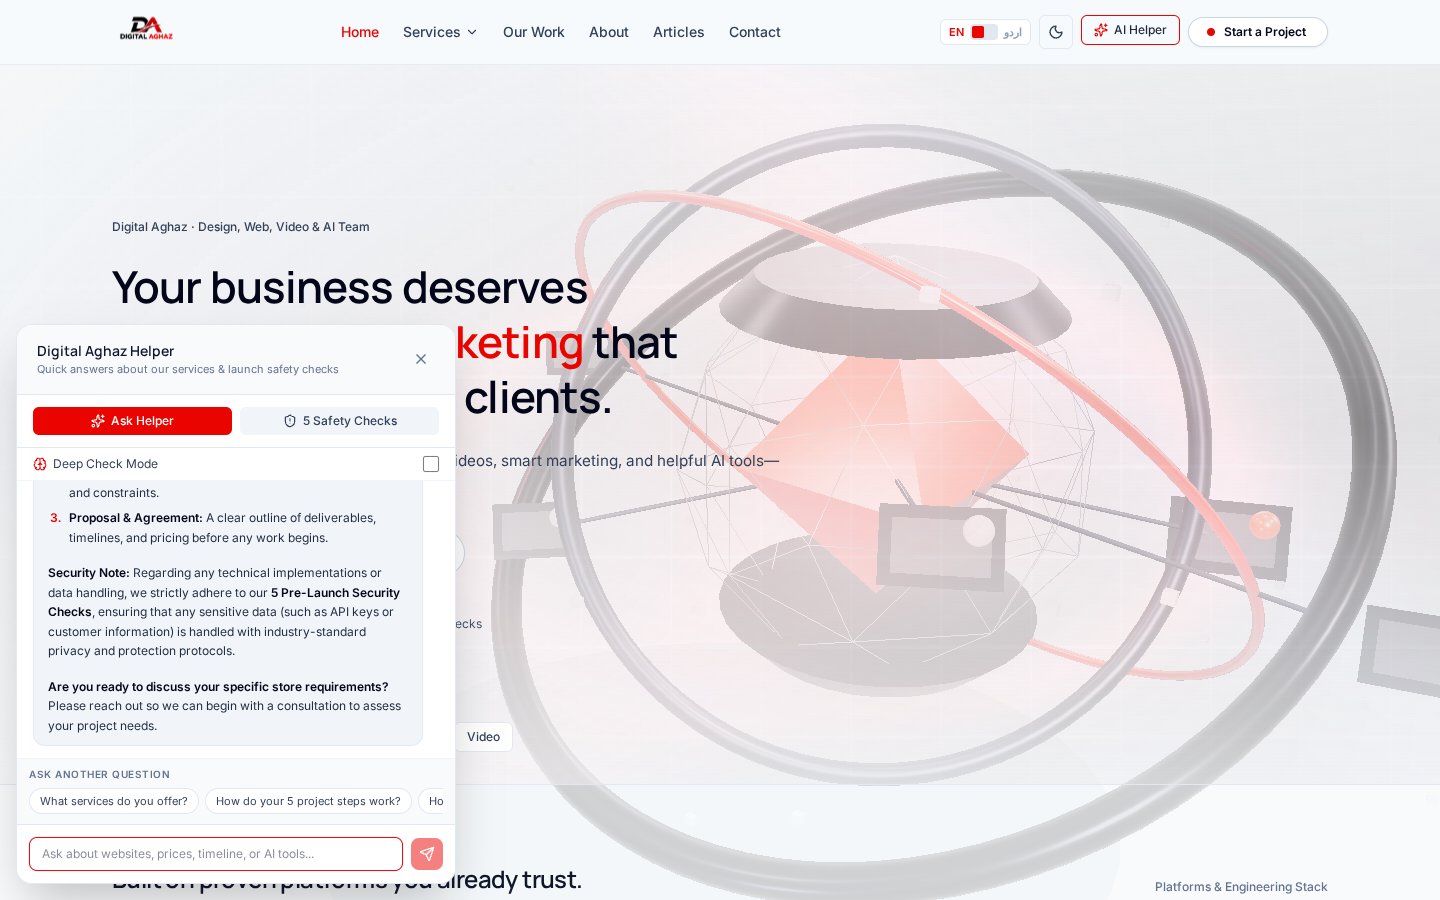 DA
DIGITAL AGHAZ
Home
Services
Our Work
About
Articles
Contact
EN
اردو
AI Helper
Start a Project
Digital Aghaz · Design, Web, Video & AI Team
Your business deserves
keting that
clients.
ideos, smart marketing, and helpful AI tools—
ecks
Video
Digital Aghaz Helper
Quick answers about our services & launch safety checks
Ask Helper
5 Safety Checks
Deep Check Mode
and constraints.
3. Proposal & Agreement: A clear outline of deliverables,
timelines, and pricing before any work begins.
Security Note: Regarding any technical implementations or
data handling, we strictly adhere to our 5 Pre-Launch Security
Checks, ensuring that any sensitive data (such as API keys or
customer information) is handled with industry-standard
privacy and protection protocols.
Are you ready to discuss your specific store requirements?
Please reach out so we can begin with a consultation to assess
your project needs.
ASK ANOTHER QUESTION
What services do you offer?
How do your 5 project steps work?
Ho
Ask about websites, prices, timeline, or AI tools...
Built on proven platforms you already trust.
Platforms & Engineering Stack